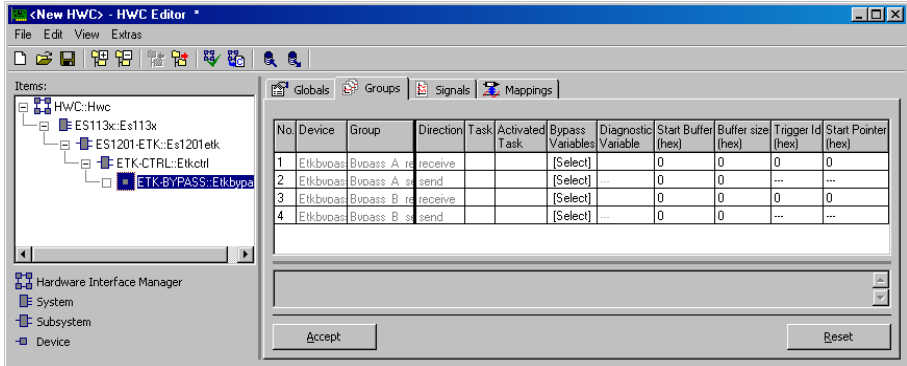 <New HWC> - HWC Editor *
File Edit View Extras
Items:
HWC::Hwc
ES113x::Es113x
ES1201-ETK::Es1201etk
ETK-CTRL::Etkctrl
ETK-BYPASS::Etkbypa
Hardware Interface Manager
System
Subsystem
Device
Globals Groups Signals Mappings
No. Device Group Direction Task Activated Task Bypass Variables Diagnostic Variable Start Buffer (hex) Buffer size (hex) Trigger Id (hex) Start Pointer (hex)
1 Etkbypas Bypass A re receive [Select] 0 0 0 0
2 Etkbypas Bypass A se send [Select] ... 0 0 --- ---
3 Etkbypas Bypass B re receive [Select] 0 0 0 0
4 Etkbypas Bypass B se send [Select] ... 0 0 --- ---
Accept Reset